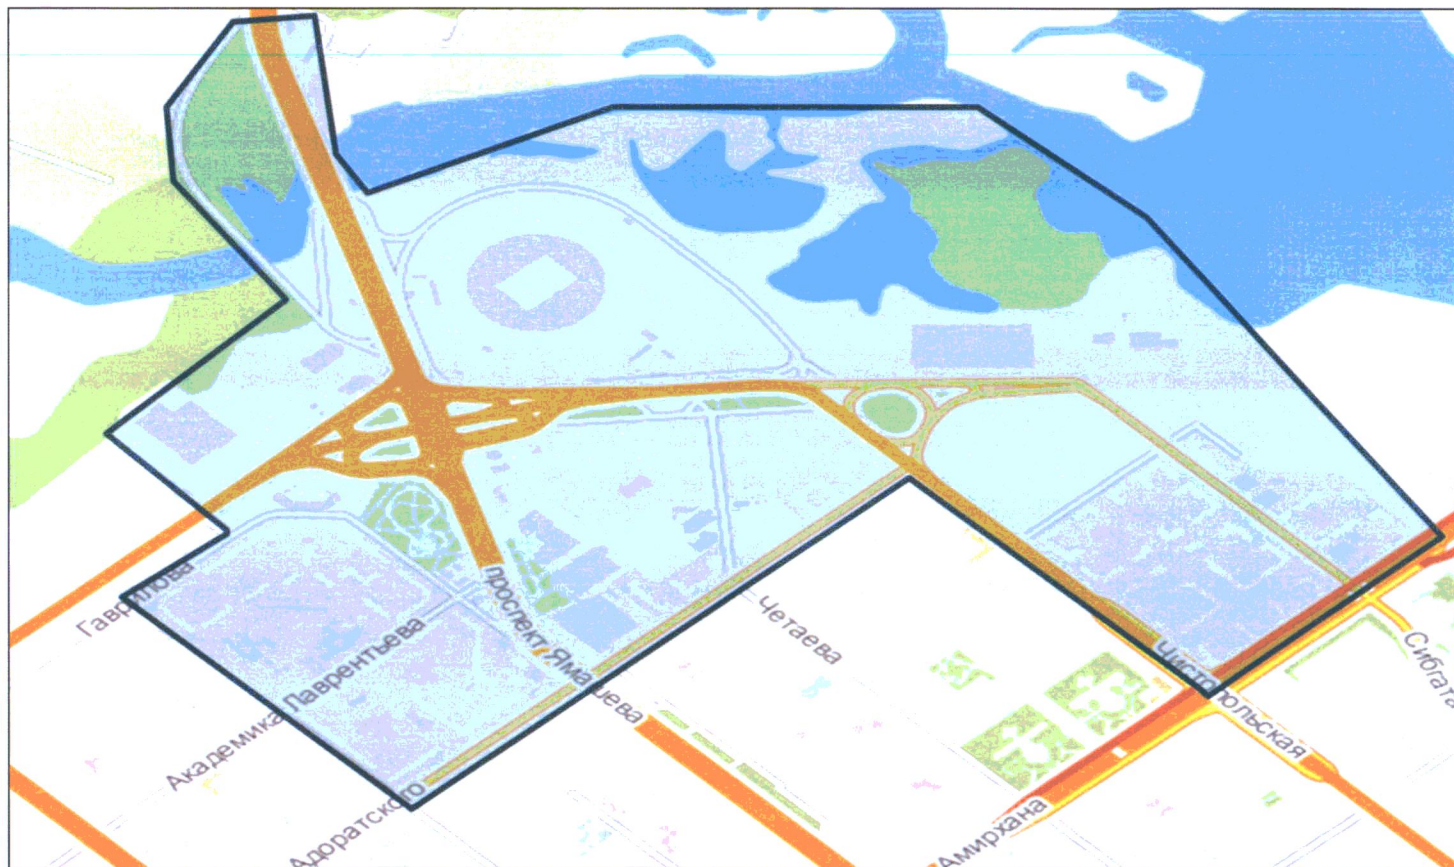 Гаврилова
проспект Ямашева
Четаева
Академика Лаврентьева
Чистопольская
Сибгата
Адоратского
Амирхана